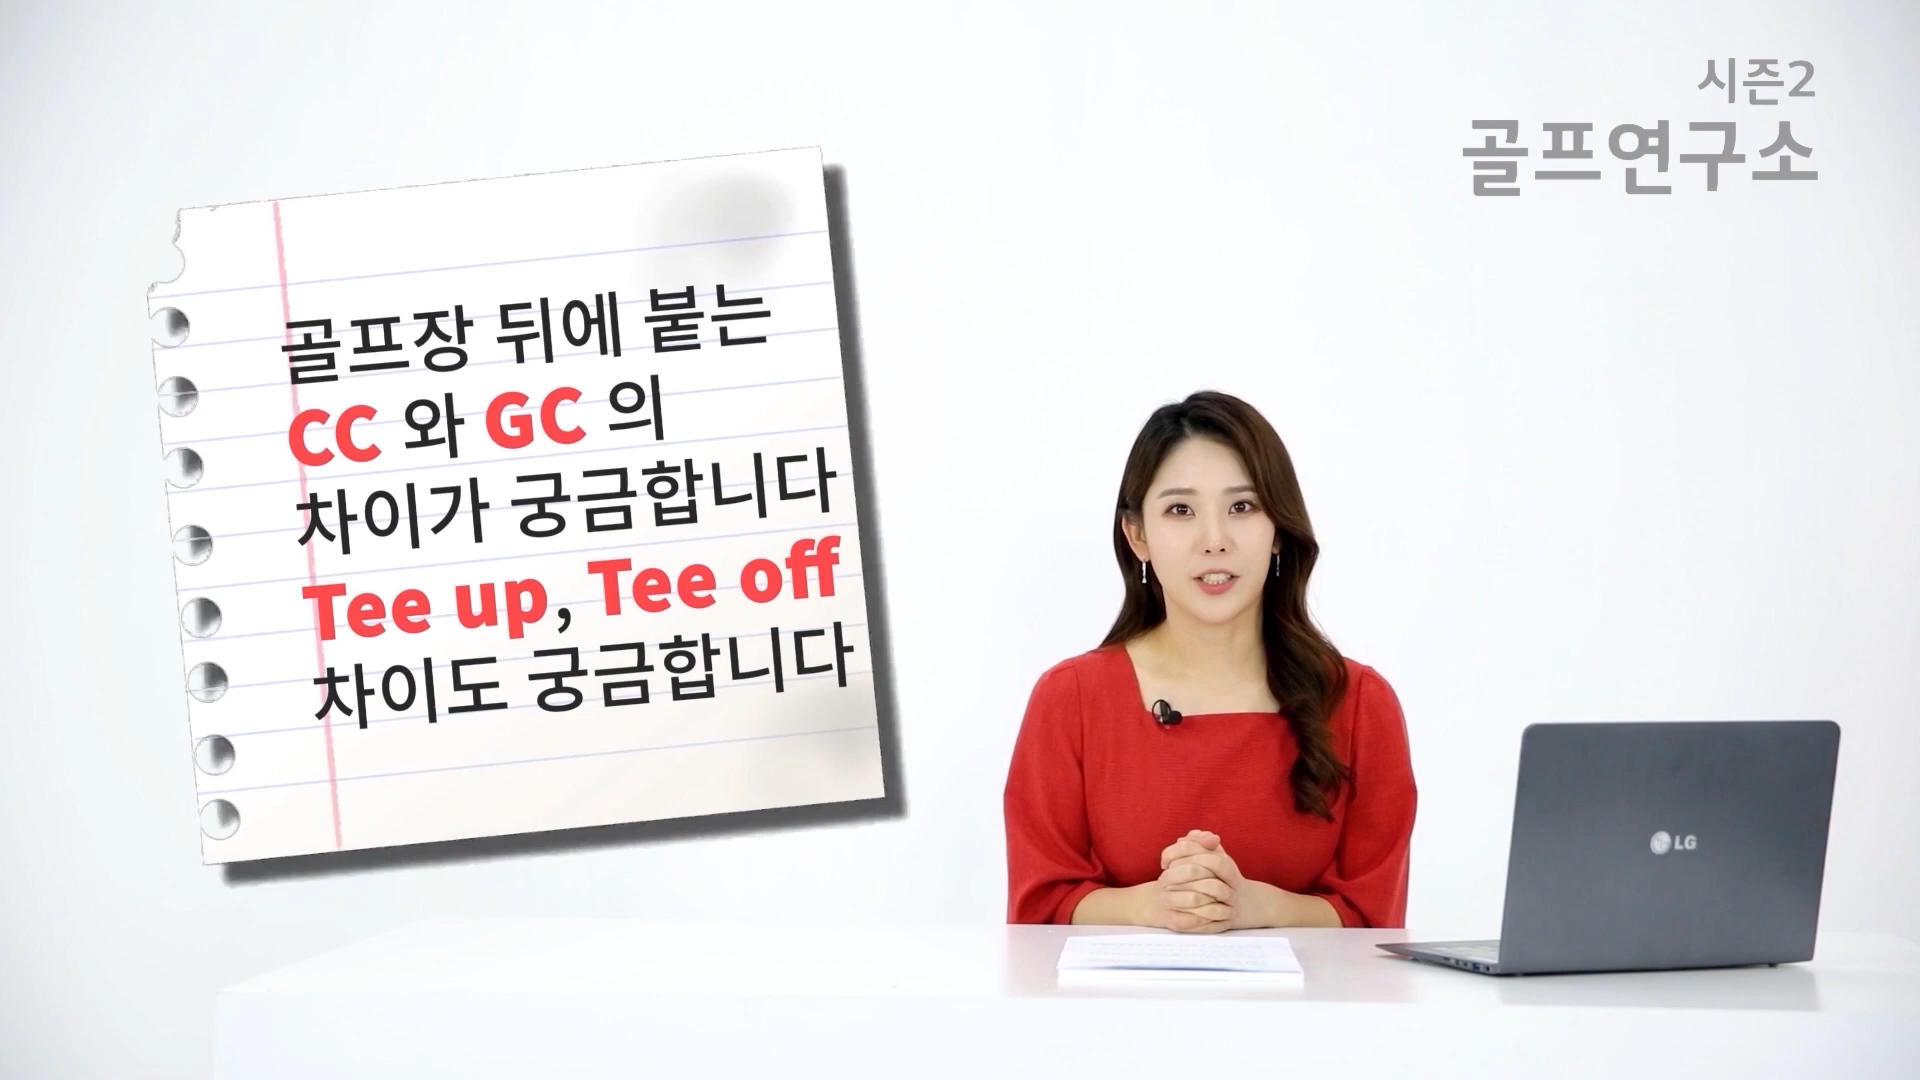 시즌2
골프연구소
골프장 뒤에 붙는
CC 와 GC 의
차이가 궁금합니다
Tee up, Tee off
차이도 궁금합니다
LG